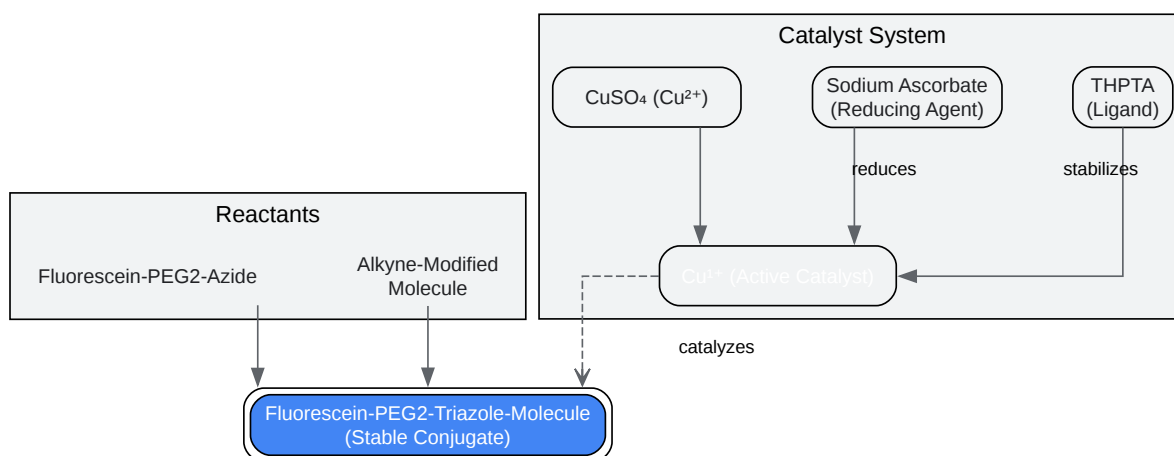 Catalyst System
CuSO₄ (Cu²⁺)
Sodium Ascorbate
(Reducing Agent)
THPTA
(Ligand)
reduces
stabilizes
Reactants
Fluorescein-PEG2-Azide
Alkyne-Modified
Molecule
Cu¹⁺ (Active Catalyst)
catalyzes
Fluorescein-PEG2-Triazole-Molecule
(Stable Conjugate)